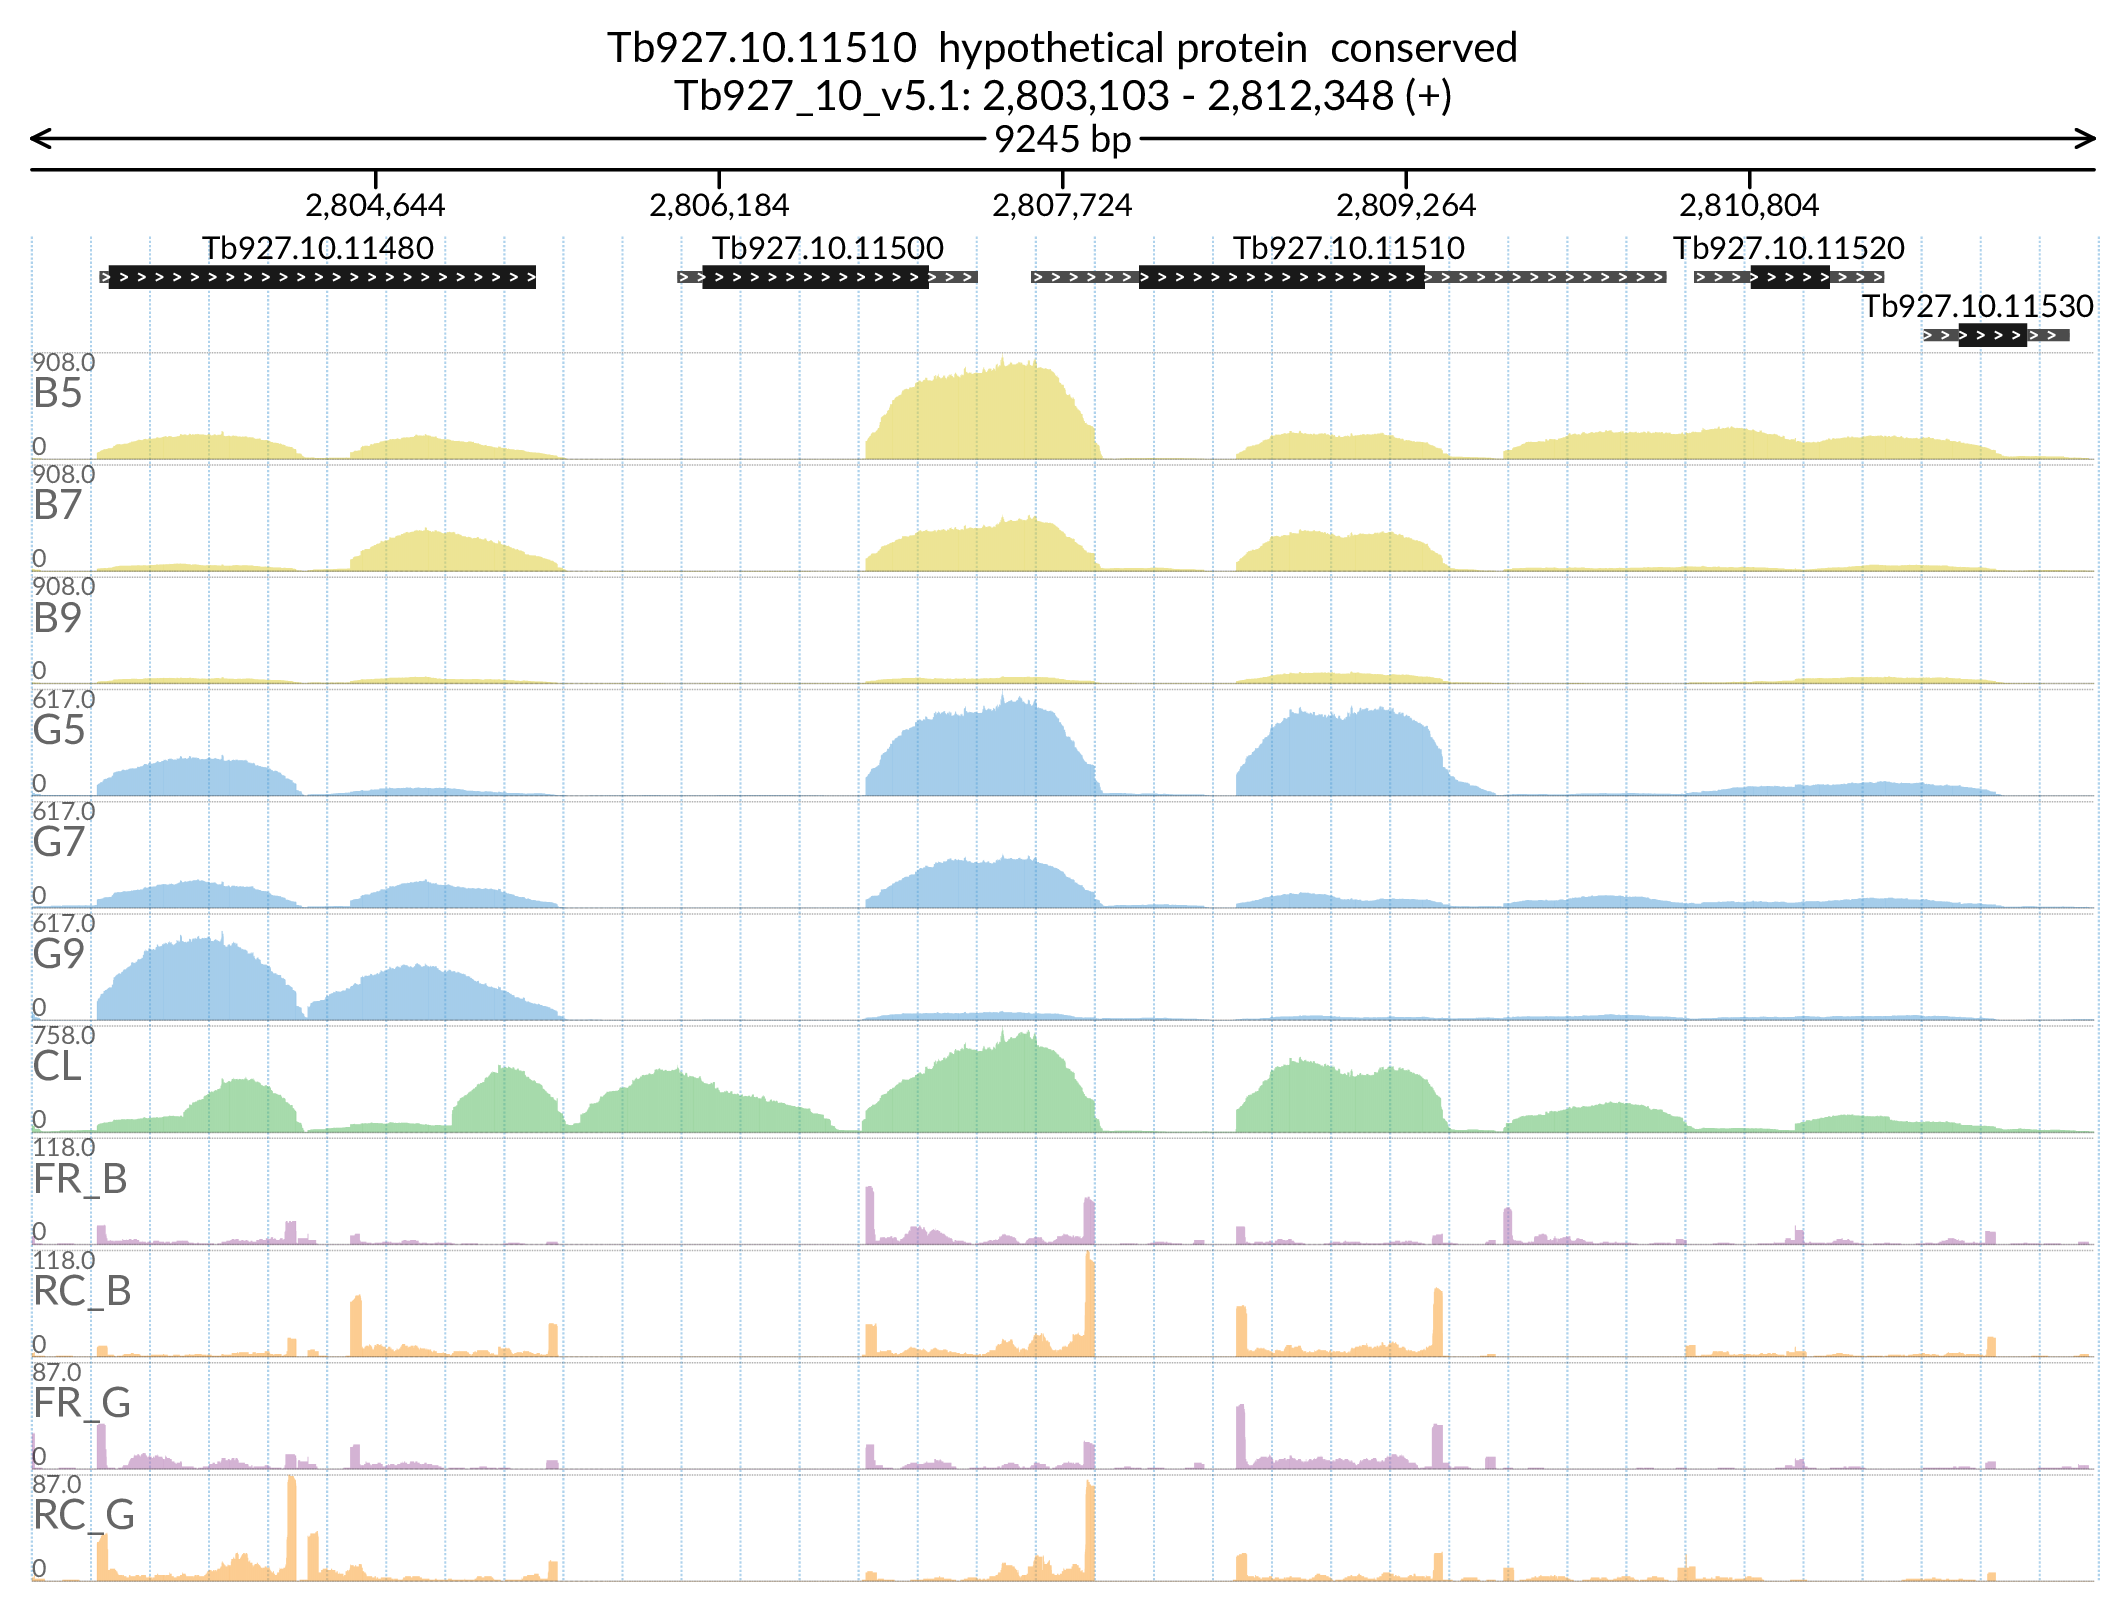 Tb927.10.11510 hypothetical protein conserved
Tb927_10_v5.1: 2,803,103 - 2,812,348 (+)
9245 bp
2,804,644 2,806,184 2,807,724 2,809,264 2,810,804
Tb927.10.11480 Tb927.10.11500 Tb927.10.11510 Tb927.10.11520
Tb927.10.11530
908.0
B5
0
908.0
B7
0
908.0
B9
0
617.0
G5
0
617.0
G7
0
617.0
G9
0
758.0
CL
0
118.0
FR_B
0
118.0
RC_B
0
87.0
FR_G
0
87.0
RC_G
0